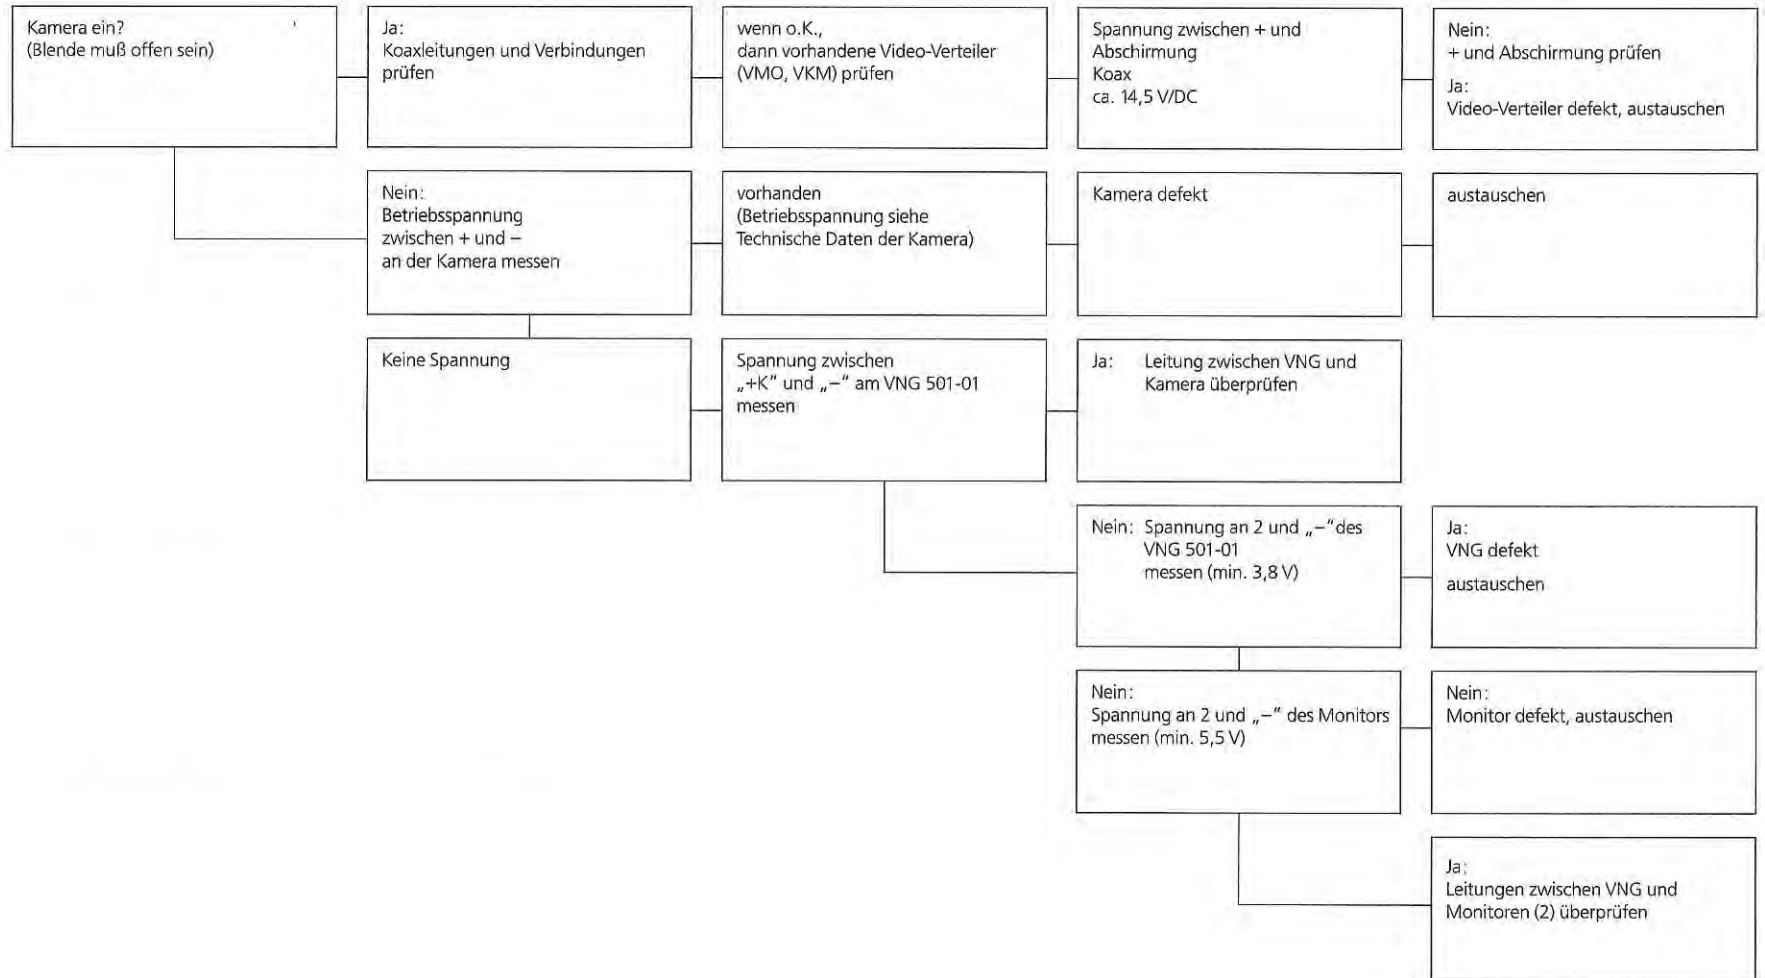 Kamera ein?
(Blende muß offen sein)
Ja:
Koaxleitungen und Verbindungen
prüfen
wenn o.K.,
dann vorhandene Video-Verteiler
(VMO, VKM) prüfen
Spannung zwischen + und
Abschirmung
Koax
ca. 14,5 V/DC
Nein:
+ und Abschirmung prüfen
Ja:
Video-Verteiler defekt, austauschen
Nein:
Betriebsspannung
zwischen + und –
an der Kamera messen
vorhanden
(Betriebsspannung siehe
Technische Daten der Kamera)
Kamera defekt
austauschen
Keine Spannung
Spannung zwischen
„+K” und „–” am VNG 501-01
messen
Ja: Leitung zwischen VNG und
Kamera überprüfen
Nein: Spannung an 2 und „–” des
VNG 501-01
messen (min. 3,8 V)
Ja:
VNG defekt
austauschen
Nein:
Spannung an 2 und „–” des Monitors
messen (min. 5,5 V)
Nein:
Monitor defekt, austauschen
Ja:
Leitungen zwischen VNG und
Monitoren (2) überprüfen